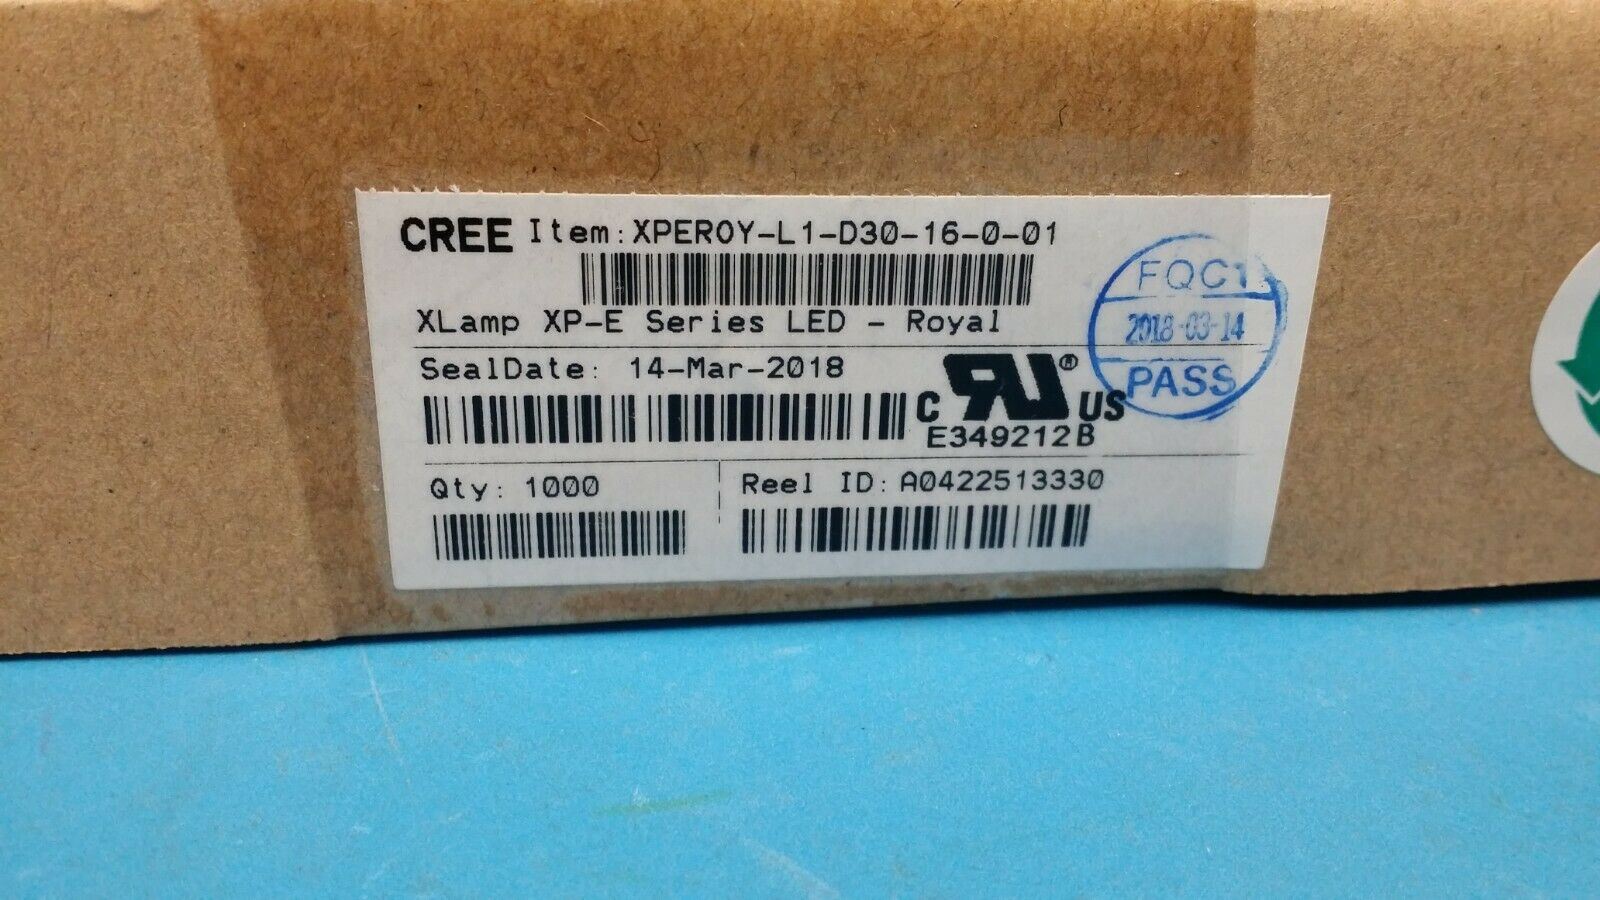 CREE Item: XPEROY-L1-D30-16-0-01
XLamp XP-E Series LED - Royal
SealDate: 14-Mar-2018
C RU® US
E349212B
Qty: 1000
Reel ID: A0422513330
FQC1
2018-03-14
PASS